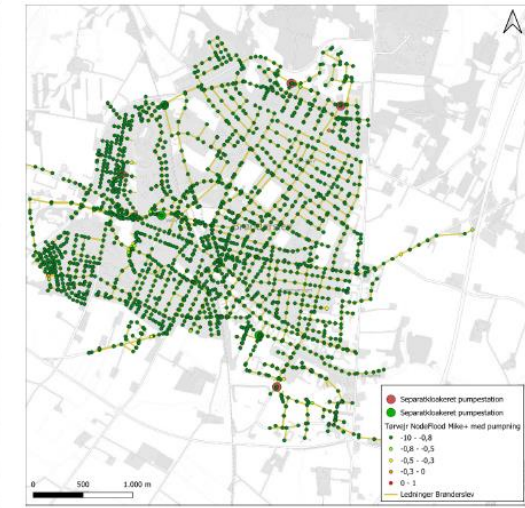 Separatkloakeret pumpestation
Separatkloakeret pumpestation
Tørvejr NodeFlood Mike+ med pumpning
-10 - -0,8
-0,8 - -0,5
-0,5 - -0,3
-0,3 - 0
0 - 1
Ledninger Brønderslev
0 500 1.000 m